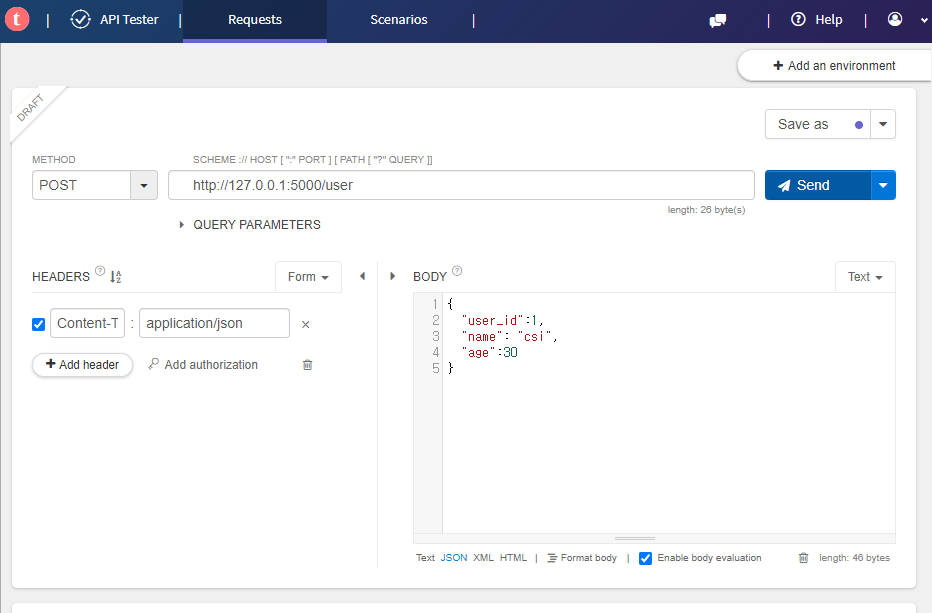 t | API Tester | Requests Scenarios | | Help |
+ Add an environment
DRAFT
Save as
METHOD SCHEME :// HOST [ ":" PORT ] [ PATH [ "?" QUERY ]]
POST http://127.0.0.1:5000/user Send
length: 26 byte(s)
QUERY PARAMETERS
HEADERS ? Form BODY ? Text
Content-T : application/json ×
+ Add header Add authorization
1 {
2 "user_id":1,
3 "name": "csi",
4 "age":30
5 }
Text JSON XML HTML | Format body | Enable body evaluation length: 46 bytes